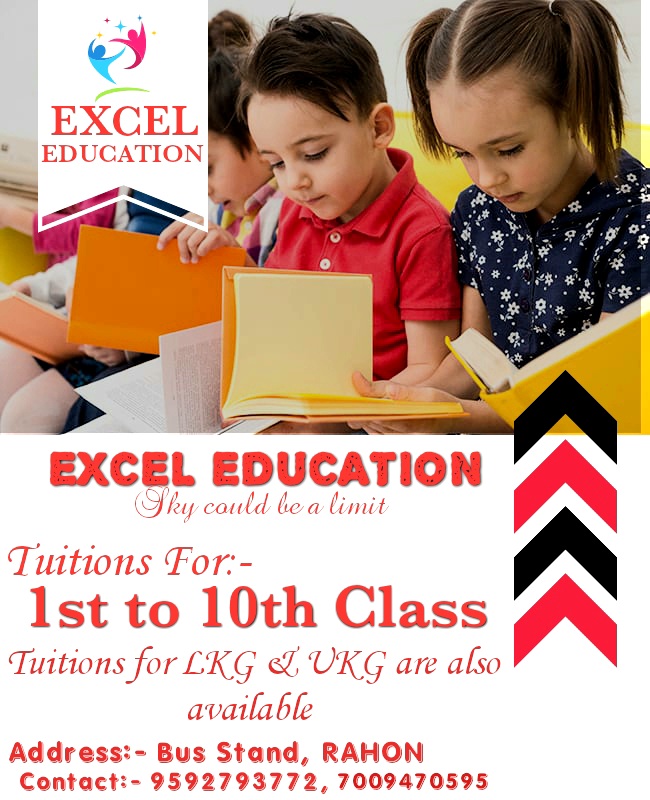 EXCEL
EDUCATION
EXCEL EDUCATION
Sky could be a limit
Tuitions For:-
1st to 10th Class
Tuitions for LKG & UKG are also
available
Address:- Bus Stand, RAHON
Contact:- 9592793772, 7009470595